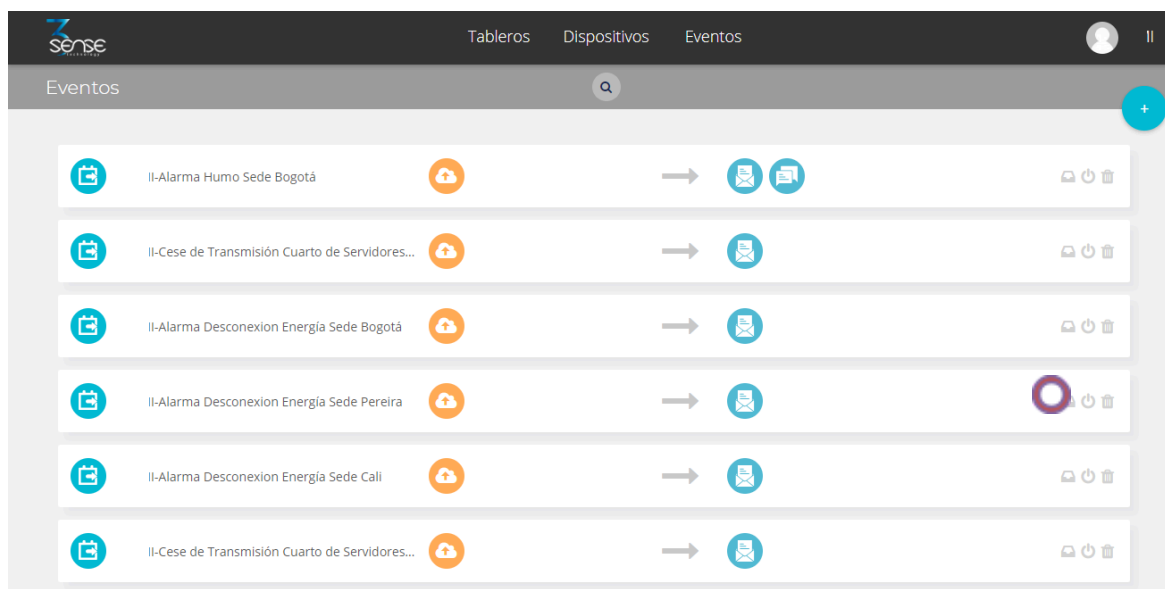 3
sense
technology
Tableros
Dispositivos
Eventos
II
Eventos
+
II-Alarma Humo Sede Bogotá
II-Cese de Transmisión Cuarto de Servidores...
II-Alarma Desconexion Energía Sede Bogotá
II-Alarma Desconexion Energía Sede Pereira
II-Alarma Desconexion Energía Sede Cali
II-Cese de Transmisión Cuarto de Servidores...